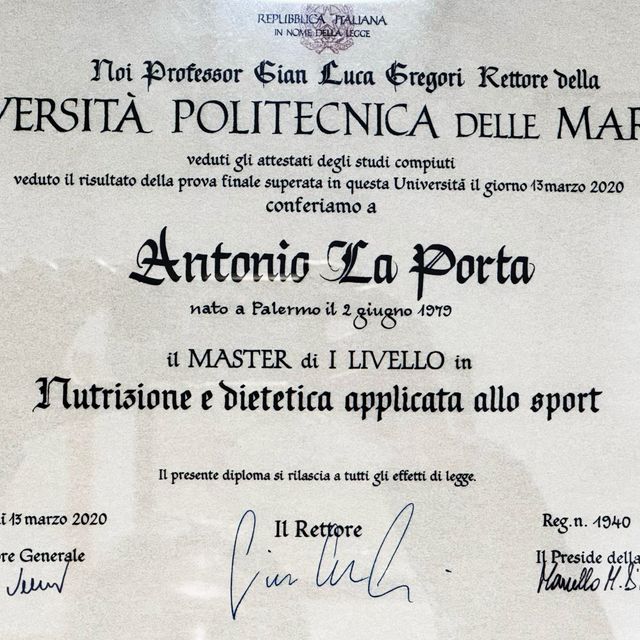 REPUBBLICA ITALIANA
IN NOME DELLA LEGGE
Noi Professor Gian Luca Gregori Rettore della
VERSITÀ POLITECNICA DELLE MAR
veduti gli attestati degli studi compiuti
veduto il risultato della prova finale superata in questa Università il giorno 13 marzo 2020
conferiamo a
Antonio La Porta
nato a Palermo il 2 giugno 1979
il MASTER di I LIVELLO in
Nutrizione e dietetica applicata allo sport
Il presente diploma si rilascia a tutti gli effetti di legge.
ì 13 marzo 2020
Il Rettore
Reg.n. 1940
re Generale
Il Preside della